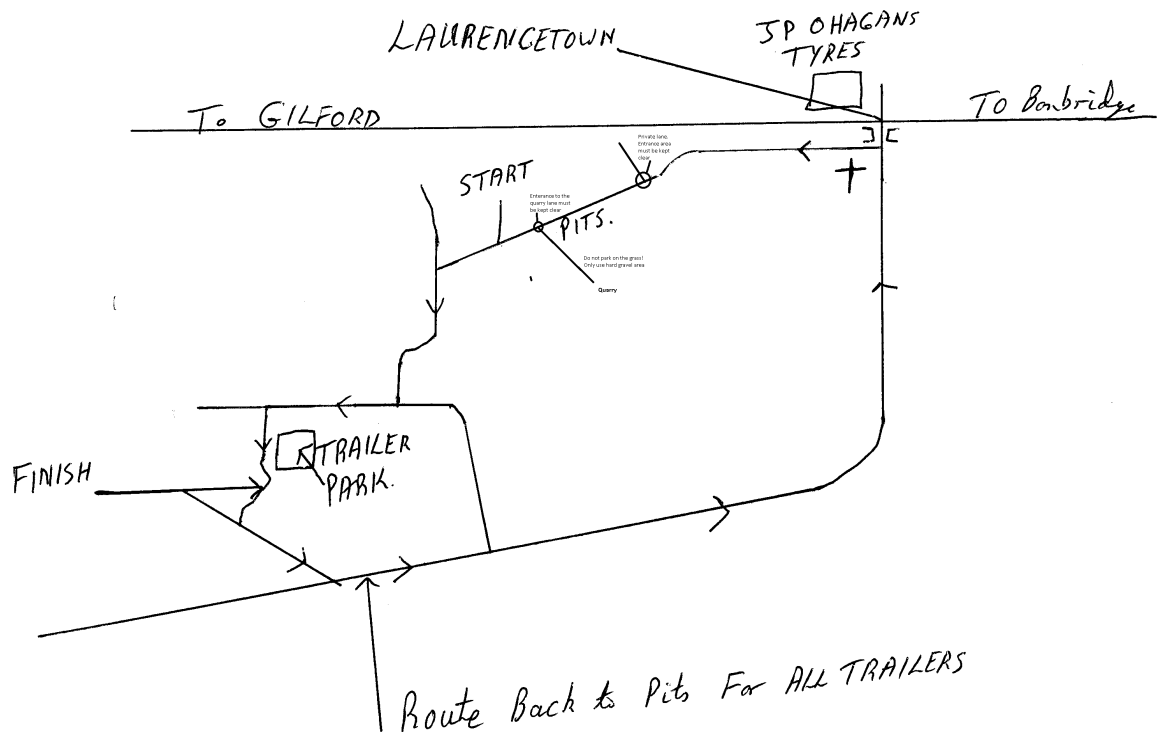 LAURENCETOWN
JP OHAGANS
TYRES
To GILFORD
TO Banbridge
Private lane.
Entrance area
must be kept
clear
START
Enterance to the
quarry lane must
be kept clear
PITS.
Do not park on the grass!
Only use hard gravel area
Quarry
TRAILER
PARK.
FINISH
Route Back to Pits For ALL TRAILERS